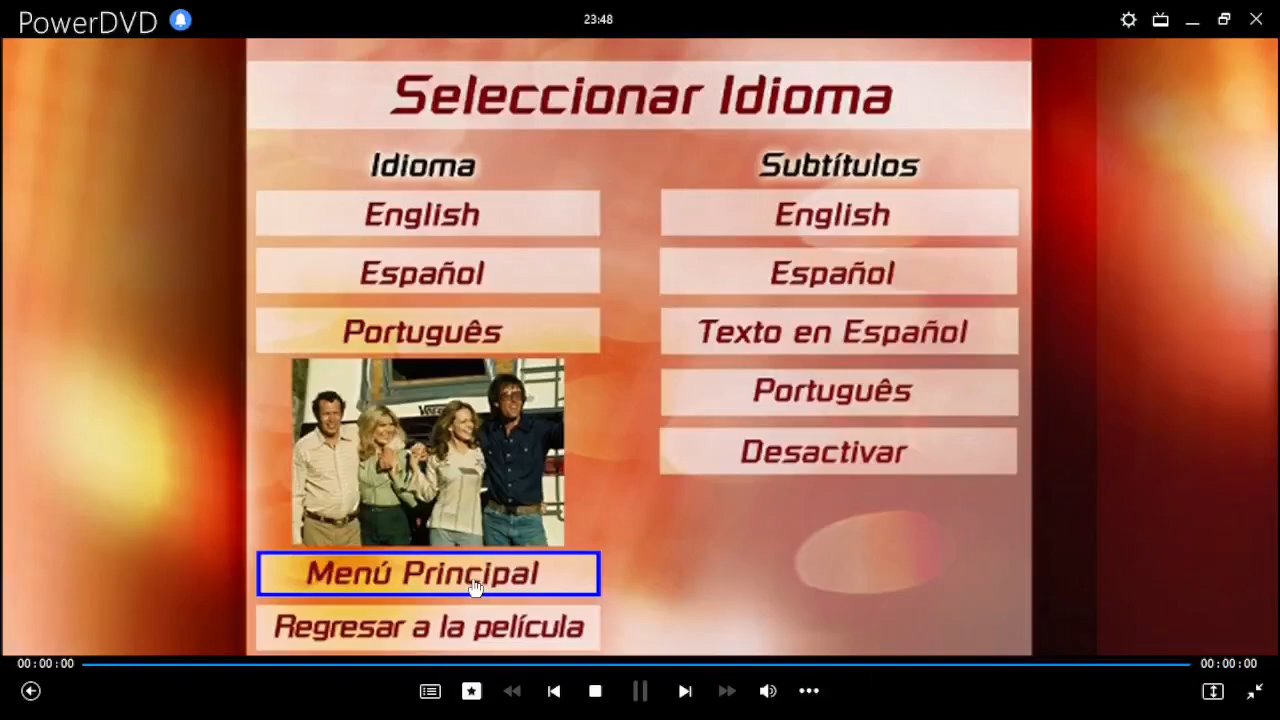 PowerDVD
23:48
Seleccionar Idioma
Idioma
English
Español
Português
Menú Principal
Regresar a la película
Subtítulos
English
Español
Texto en Español
Português
Desactivar
00:00:00
00:00:00